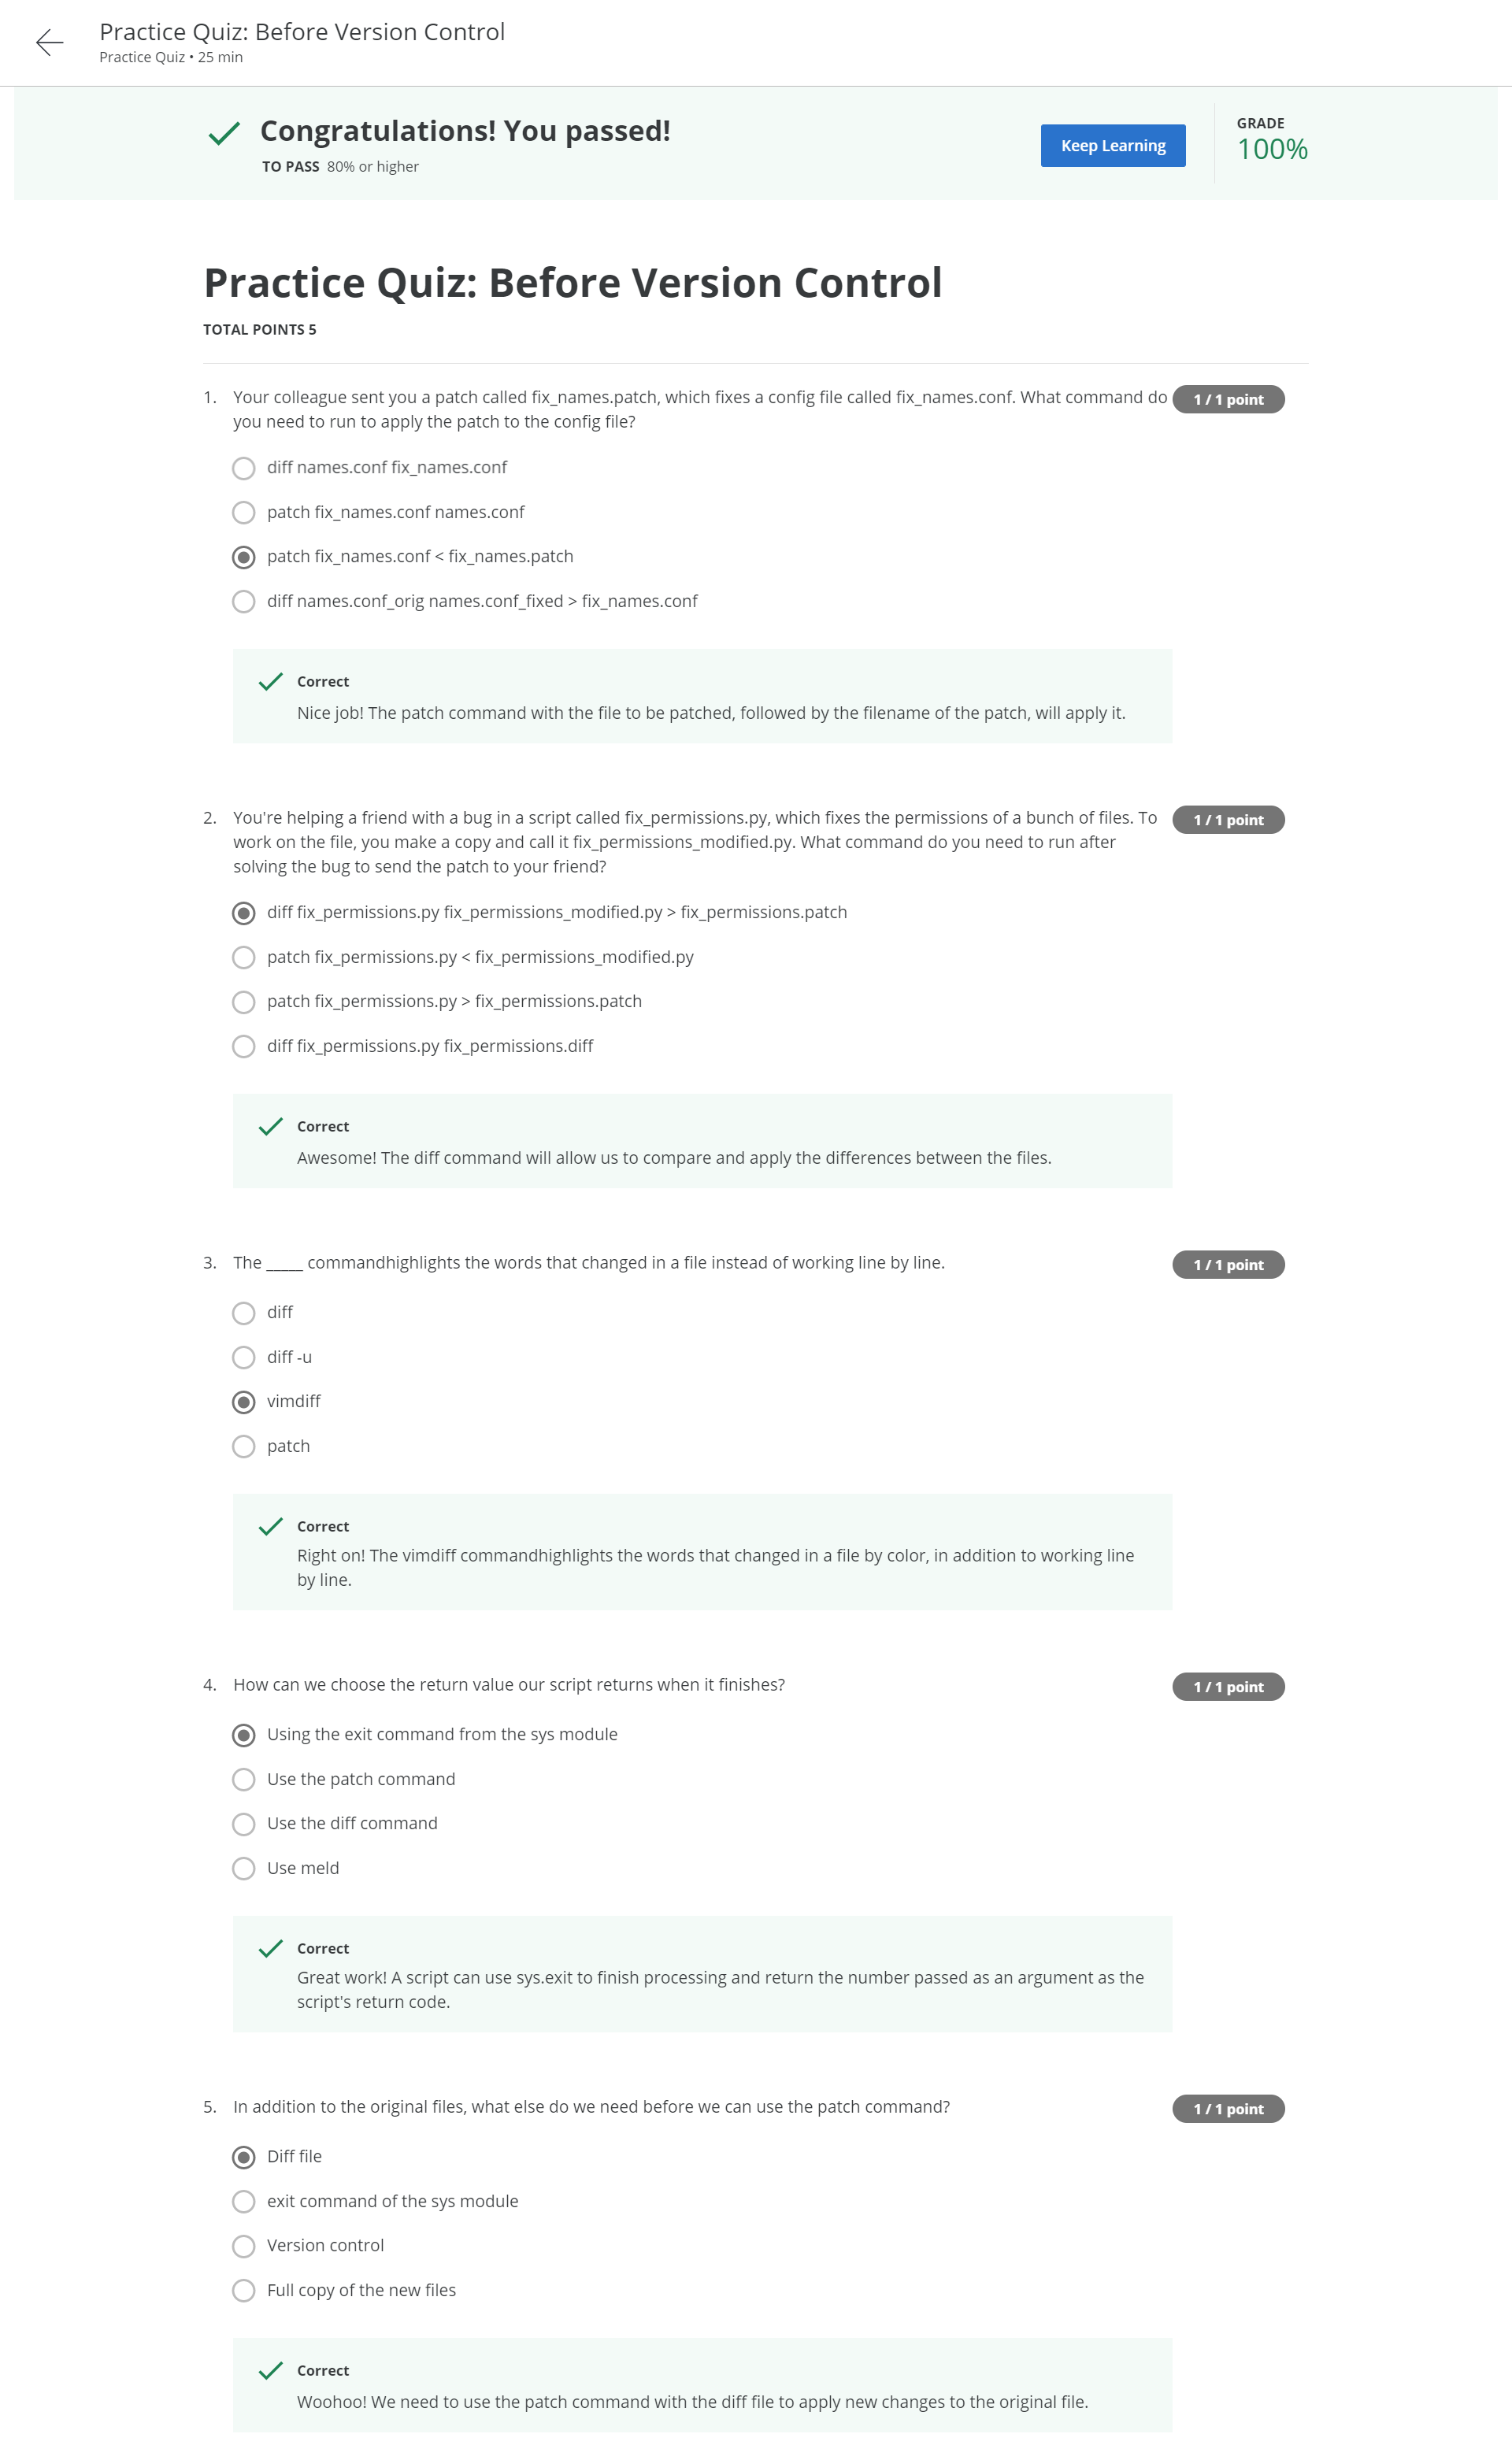 Practice Quiz: Before Version Control
Practice Quiz • 25 min
Congratulations! You passed!
TO PASS 80% or higher
Keep Learning
GRADE
100%
Practice Quiz: Before Version Control
TOTAL POINTS 5
1. Your colleague sent you a patch called fix_names.patch, which fixes a config file called fix_names.conf. What command do
you need to run to apply the patch to the config file?
1 / 1 point
diff names.conf fix_names.conf
patch fix_names.conf names.conf
patch fix_names.conf < fix_names.patch
diff names.conf_orig names.conf_fixed > fix_names.conf
Correct
Nice job! The patch command with the file to be patched, followed by the filename of the patch, will apply it.
2. You're helping a friend with a bug in a script called fix_permissions.py, which fixes the permissions of a bunch of files. To
work on the file, you make a copy and call it fix_permissions_modified.py. What command do you need to run after
solving the bug to send the patch to your friend?
1 / 1 point
diff fix_permissions.py fix_permissions_modified.py > fix_permissions.patch
patch fix_permissions.py < fix_permissions_modified.py
patch fix_permissions.py > fix_permissions.patch
diff fix_permissions.py fix_permissions.diff
Correct
Awesome! The diff command will allow us to compare and apply the differences between the files.
3. The _____ commandhighlights the words that changed in a file instead of working line by line.
1 / 1 point
diff
diff -u
vimdiff
patch
Correct
Right on! The vimdiff commandhighlights the words that changed in a file by color, in addition to working line
by line.
4. How can we choose the return value our script returns when it finishes?
1 / 1 point
Using the exit command from the sys module
Use the patch command
Use the diff command
Use meld
Correct
Great work! A script can use sys.exit to finish processing and return the number passed as an argument as the
script's return code.
5. In addition to the original files, what else do we need before we can use the patch command?
1 / 1 point
Diff file
exit command of the sys module
Version control
Full copy of the new files
Correct
Woohoo! We need to use the patch command with the diff file to apply new changes to the original file.